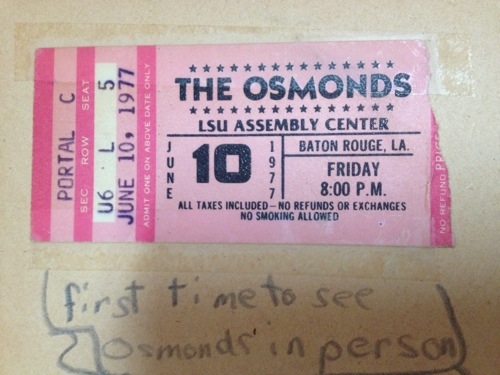 PORTAL C
SEC. ROW SEAT
U6 L 5
JUNE 10, 1977
ADMIT ONE ON ABOVE DATE ONLY
THE OSMONDS
LSU ASSEMBLY CENTER
JUNE
10
1977
BATON ROUGE, LA.
FRIDAY
8:00 P.M.
ALL TAXES INCLUDED—NO REFUNDS OR EXCHANGES
NO SMOKING ALLOWED
NO REFUND PRICE
first time to see
Osmonds in person